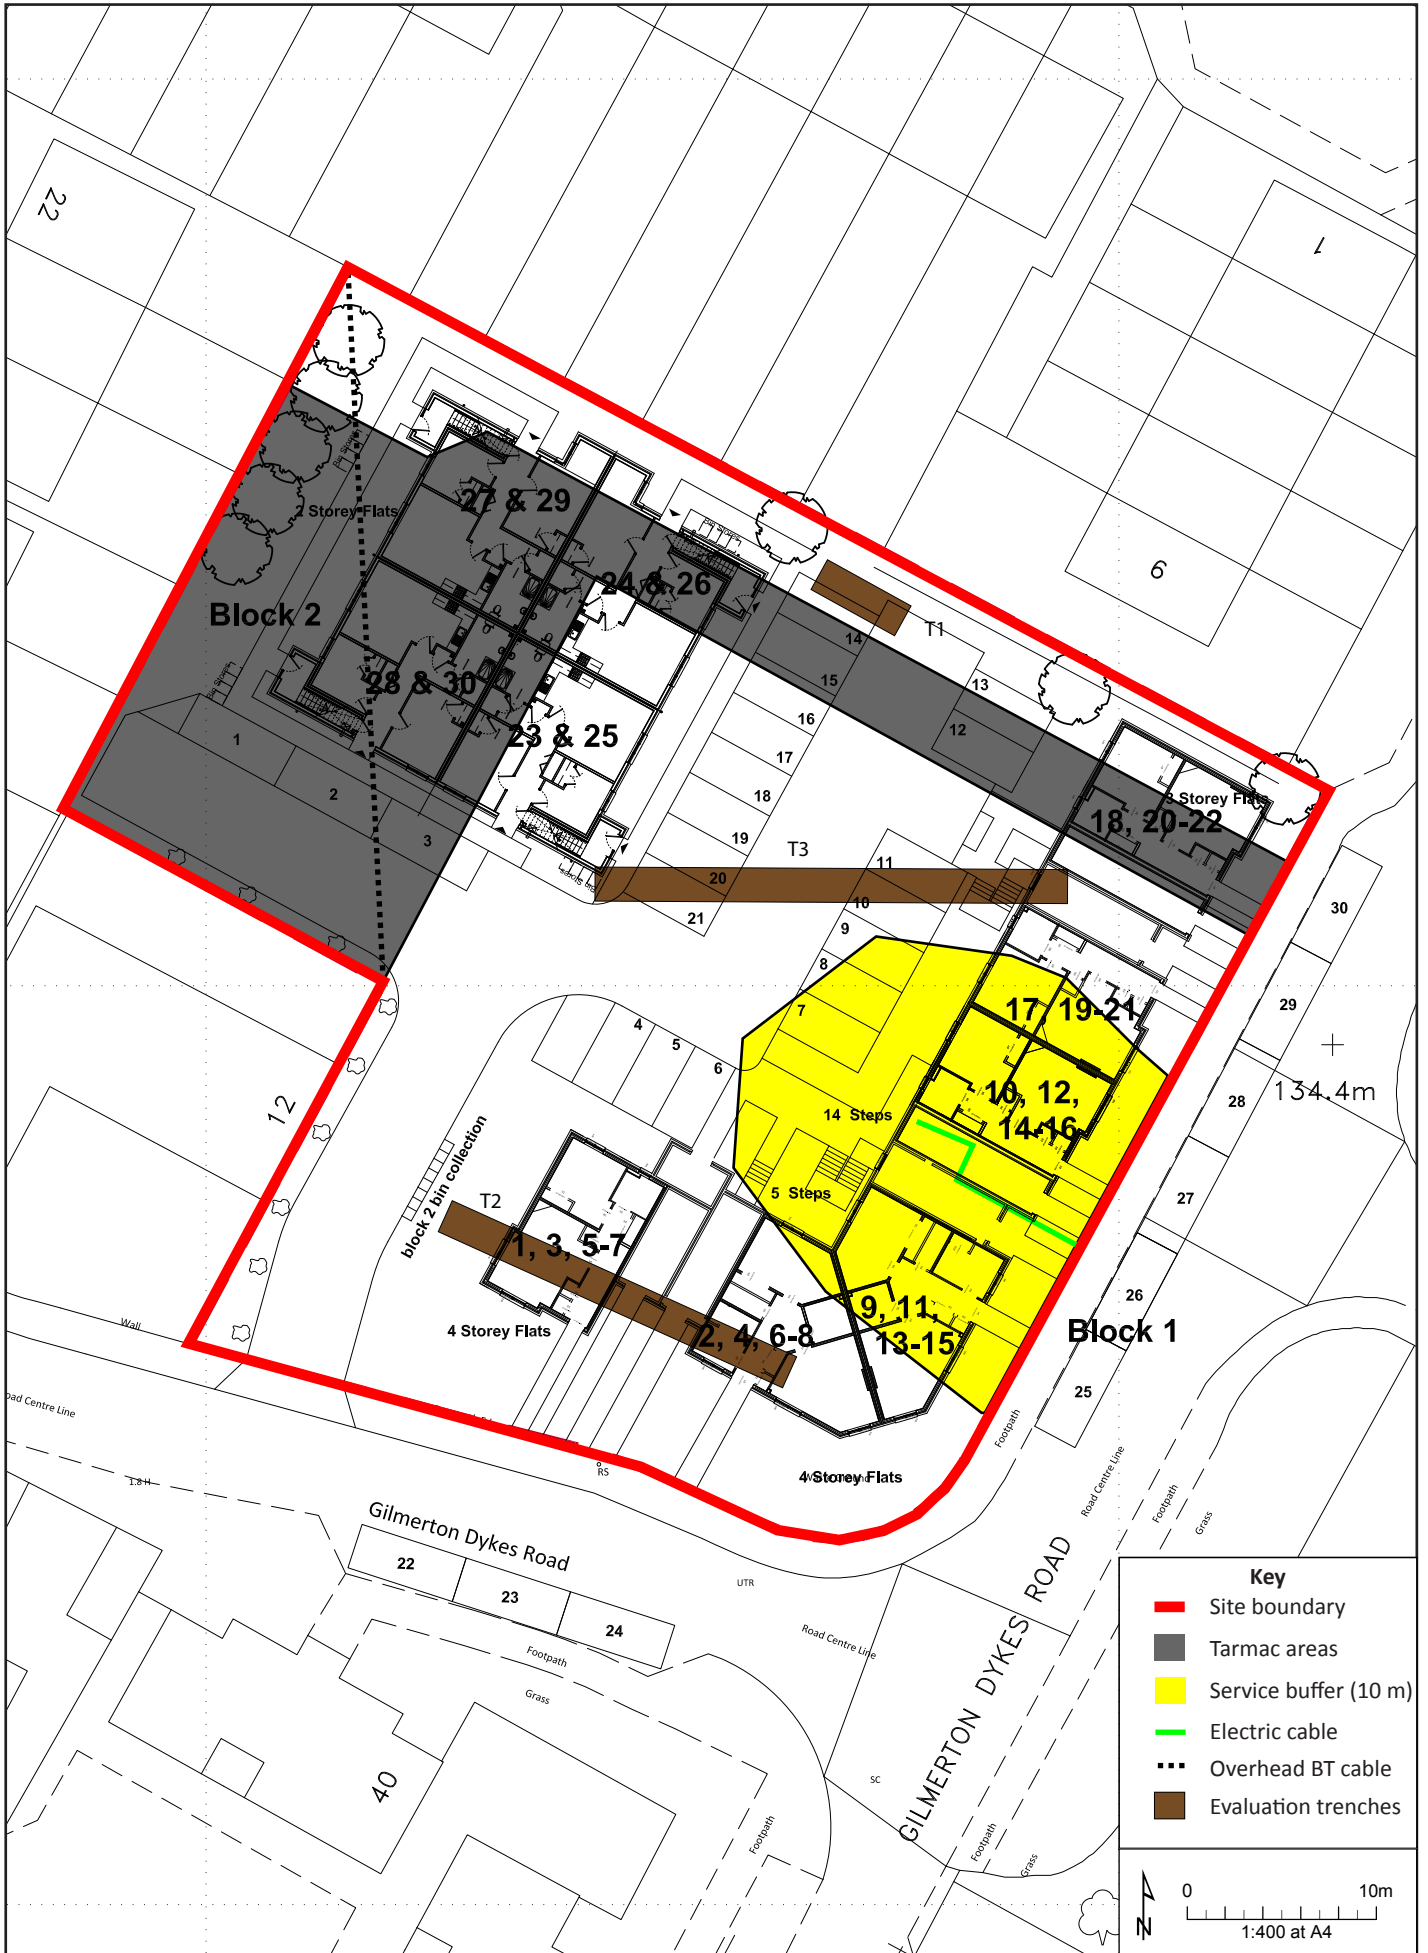 22
1
9
27 & 29
2 Storey Flats
24 & 26
Block 2
T1
14
15
13
28 & 30
12
16
23 & 25
17
1
2
18
3 Storey Flats
18, 20-22
3
19
T3
11
20
10
21
30
9
8
29
7
17, 19-21
4
5
6
134.4m
10, 12,
14-16
28
12
14 Steps
block 2 bin collection
5 Steps
27
T2
1, 3, 5-7
26
9, 11,
13-15
2, 4, 6-8
Block 1
Wall
4 Storey Flats
25
Road Centre Line
Footpath
4 Storey Flats
RS
1.8 H
Road Centre Line
Footpath
Grass
Gilmerton Dykes Road
22
23
24
UTR
Road Centre Line
Footpath
Grass
GILMERTON DYKES ROAD
40
SC
Footpath
Footpath
Grass
Key
Site boundary
Tarmac areas
Service buffer (10 m)
Electric cable
Overhead BT cable
Evaluation trenches
N
0 10m
1:400 at A4